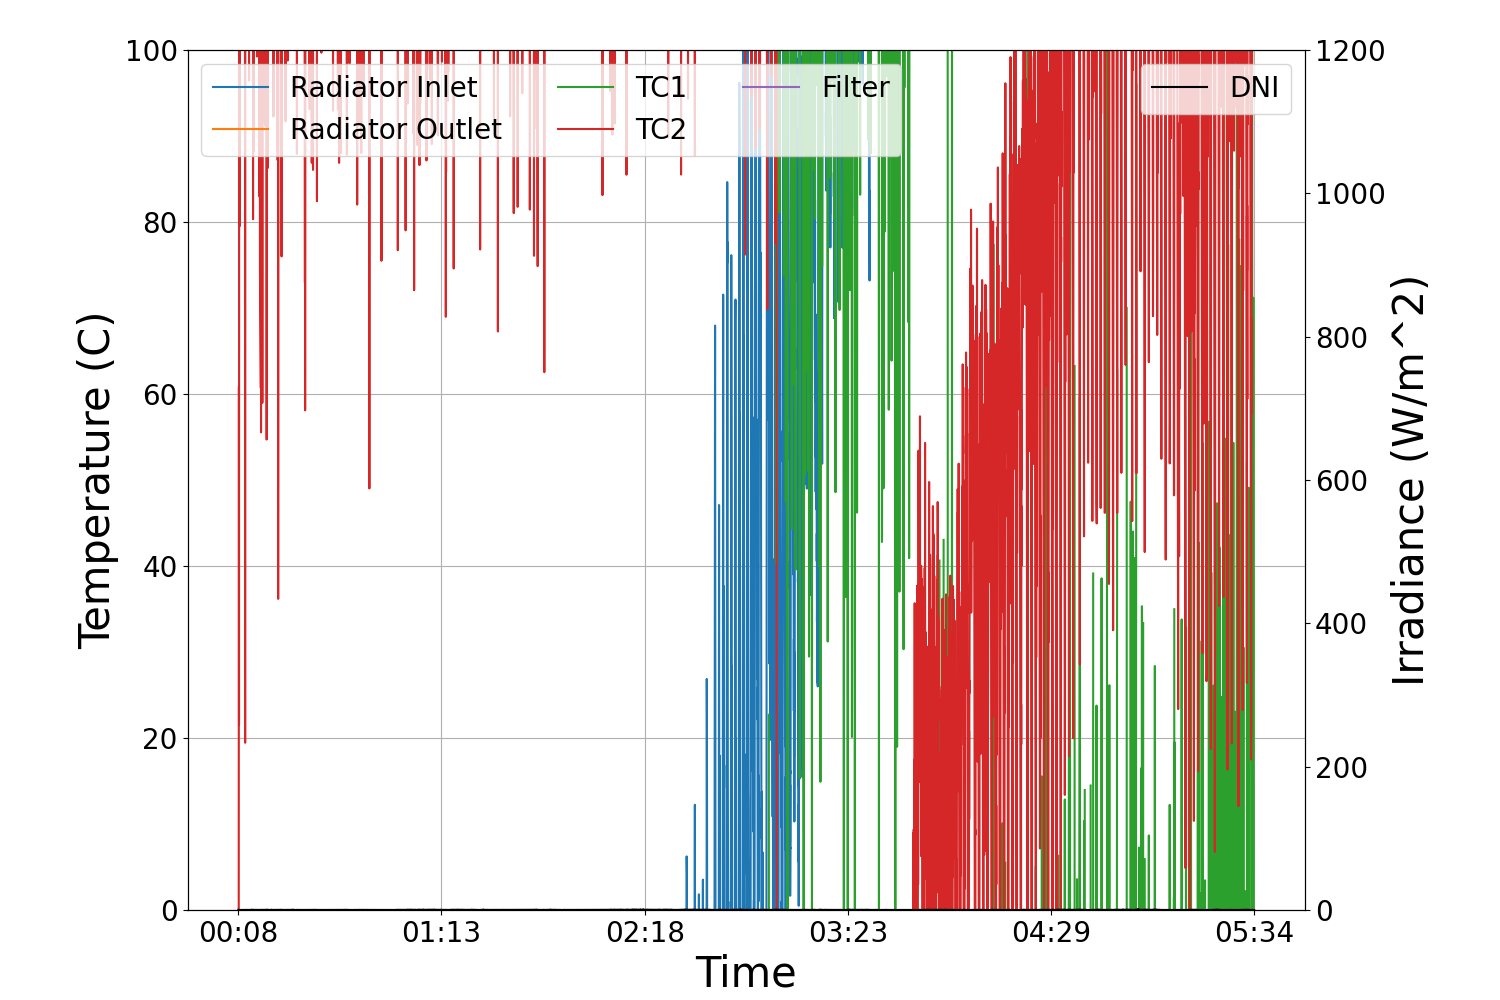 100
80
60
40
20
0
Temperature (C)
Radiator Inlet
Radiator Outlet
TC1
TC2
Filter
DNI
1200
1000
800
600
400
200
0
Irradiance (W/m^2)
00:08 01:13 02:18 03:23 04:29 05:34
Time